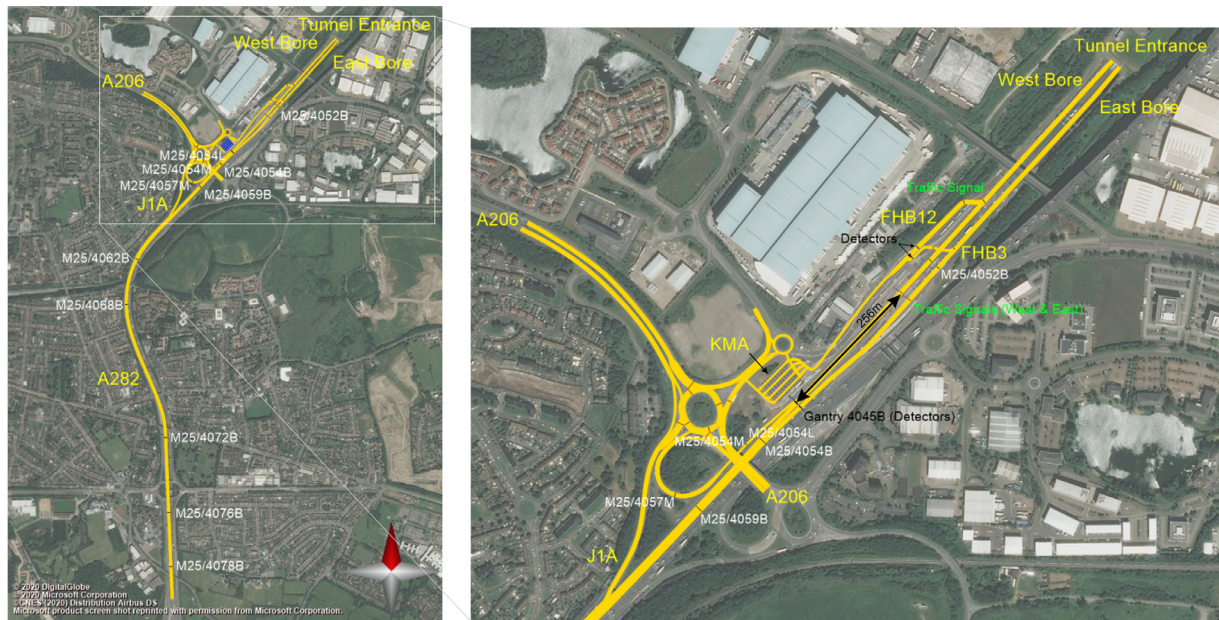 Tunnel Entrance
West Bore
East Bore
A206
M25/4052B
M25/4054L
M25/4054M
M25/4054B
M25/4057M
M25/4059B
J1A
M25/4062B
M25/4068B
A282
M25/4072B
M25/4076B
M25/4078B
© 2020 DigitalGlobe
© 2020 Microsoft Corporation
©CNES (2020) Distribution Airbus DS
Microsoft product screen shot reprinted with permission from Microsoft Corporation.
Tunnel Entrance
West Bore
East Bore
Traffic Signal
FHB12
A206
Detectors
FHB3
M25/4052B
Traffic Signals (West & East)
256m
KMA
Gantry 4045B (Detectors)
M25/4054L
M25/4054M
M25/4054B
A206
M25/4057M
M25/4059B
J1A